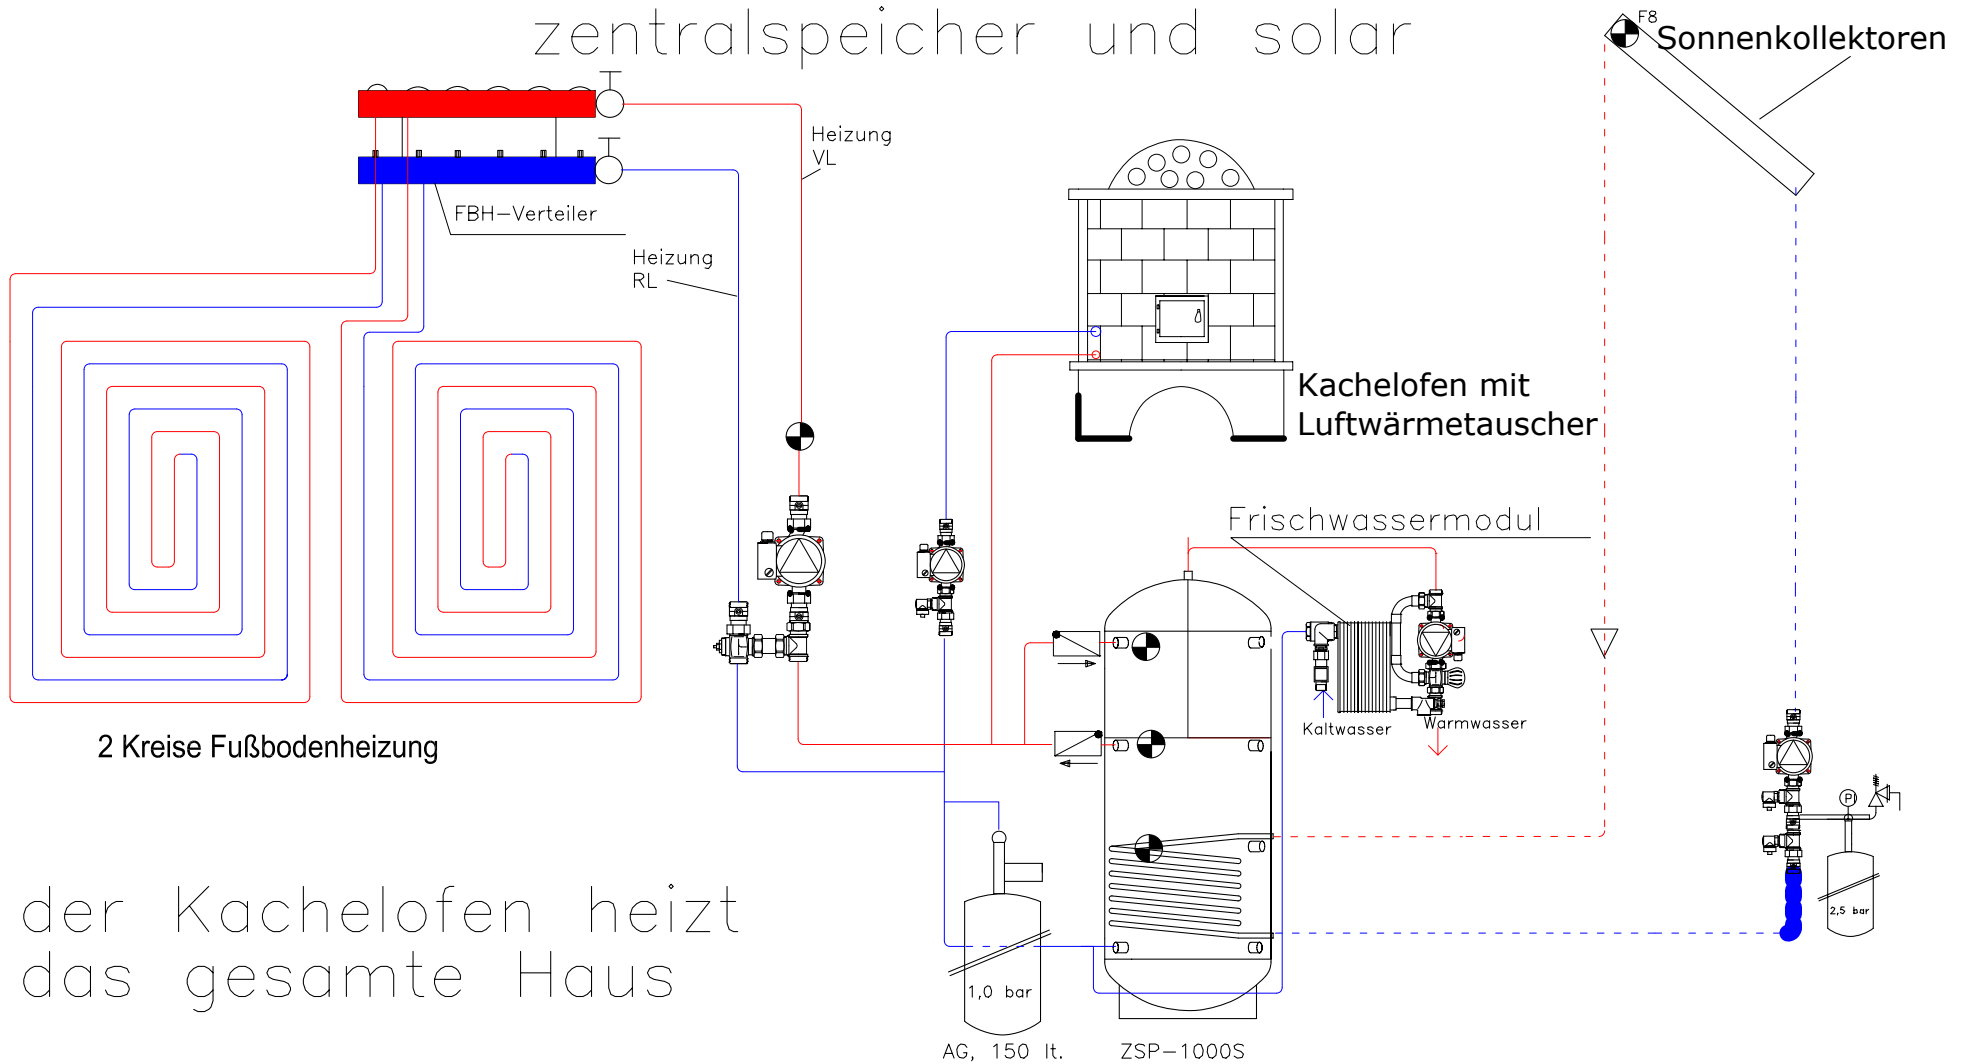 zentralspeicher und solar
F8
Sonnenkollektoren
Heizung
VL
FBH-Verteiler
Heizung
RL
Kachelofen mit
Luftwärmetauscher
Frischwassermodul
Kaltwasser
Warmwasser
2 Kreise Fußbodenheizung
PI
2,5 bar
der Kachelofen heizt
das gesamte Haus
1,0 bar
AG, 150 lt.
ZSP-1000S